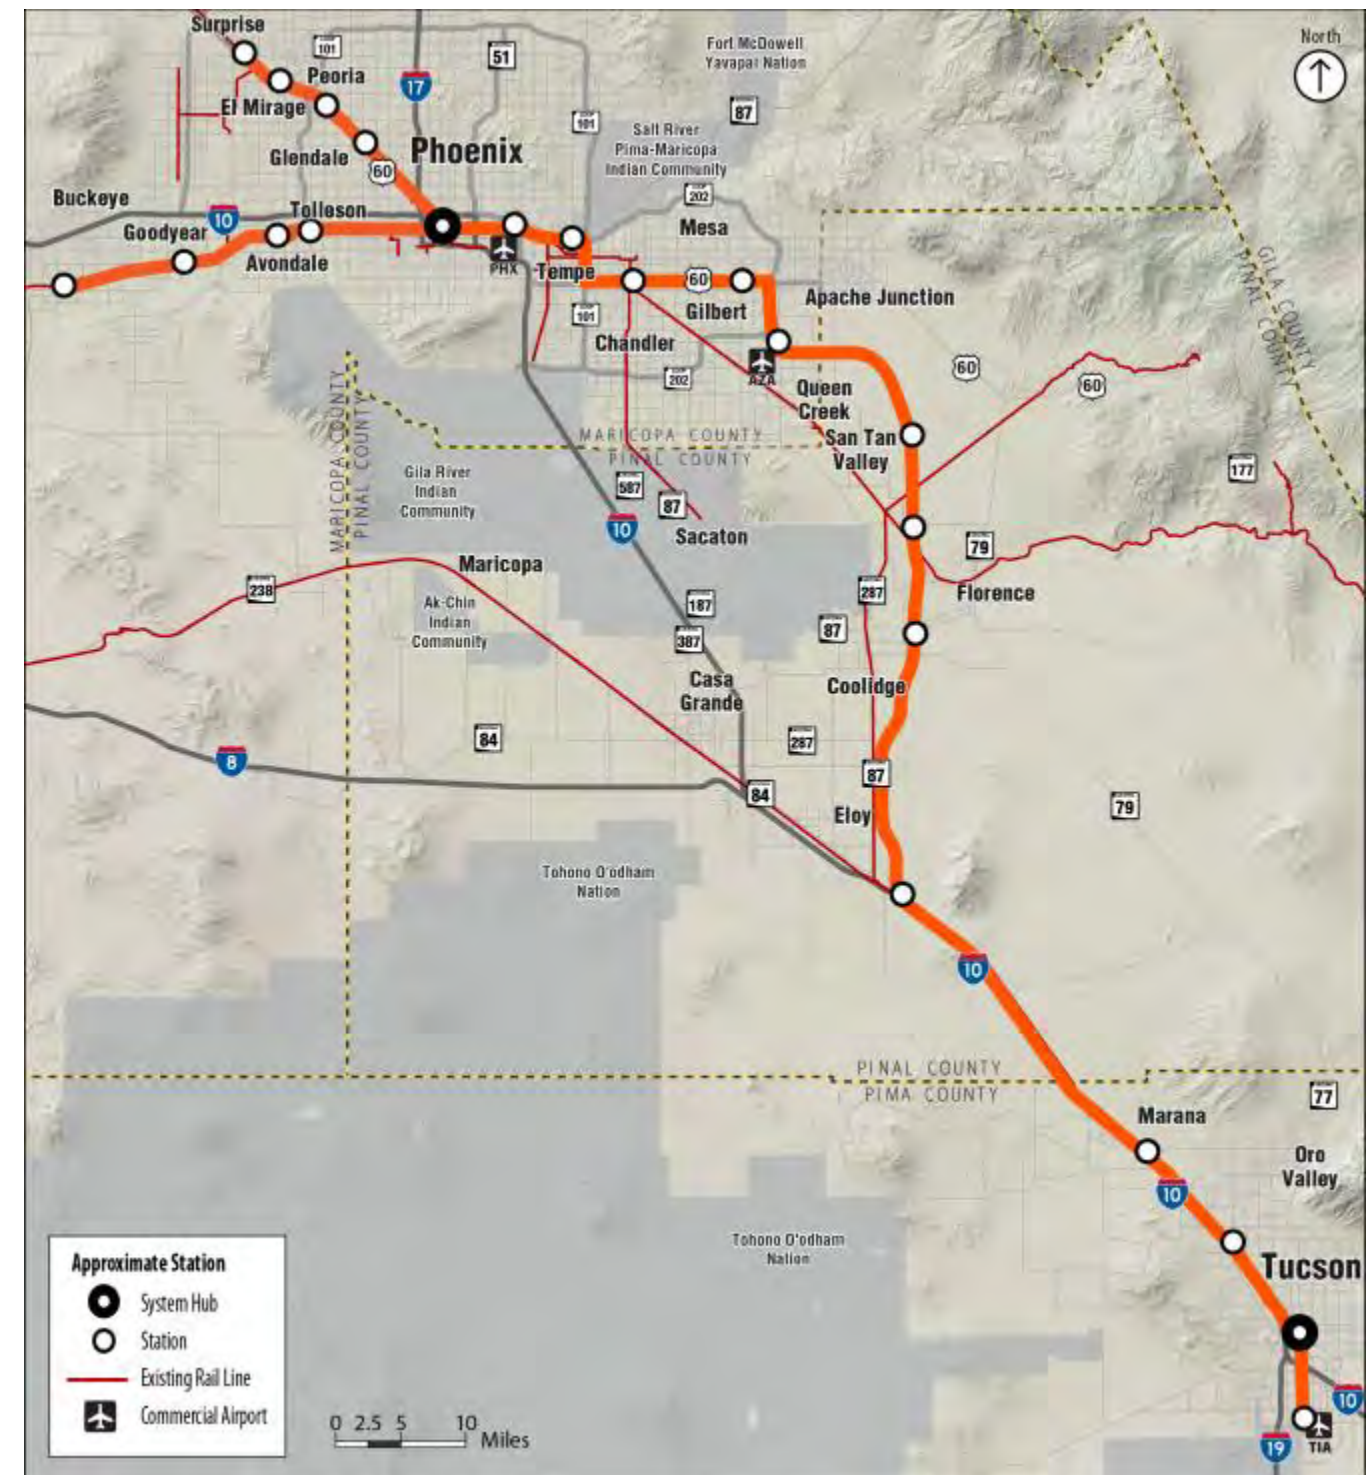 Surprise
LOOP
101
51
Fort McDowell
Yavapai Nation
North
Peoria
17
El Mirage
87
101
Salt River
Pima-Maricopa
Indian Community
Glendale
Phoenix
60
202
Buckeye
10
Tolleson
Mesa
Goodyear
Avondale
PHX
Tempe
60
GILA COUNTY
PINAL COUNTY
Apache Junction
101
Gilbert
Chandler
AZA
202
60
60
Queen
Creek
MARICOPA COUNTY
PINAL COUNTY
MARICOPA COUNTY
PINAL COUNTY
San Tan
Valley
177
Gila River
Indian
Community
587
87
10
Sacaton
79
Maricopa
238
287
Florence
Ak-Chin
Indian
Community
187
387
87
Casa
Grande
Coolidge
84
287
8
87
84
79
Eloy
Tohono O'odham
Nation
10
PINAL COUNTY
PIMA COUNTY
77
Marana
Oro
Valley
10
Tohono O'odham
Nation
Tucson
Approximate Station
System Hub
Station
Existing Rail Line
Commercial Airport
0 2.5 5 10
Miles
10
19
TIA